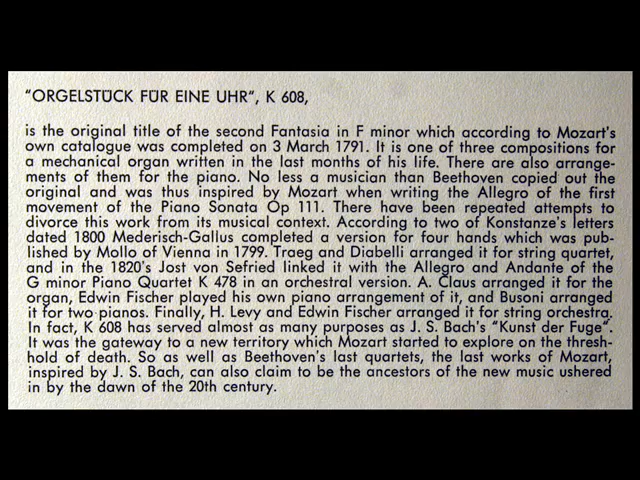 "ORGELSTÜCK FÜR EINE UHR", K 608,
is the original title of the second Fantasia in F minor which according to Mozart's
own catalogue was completed on 3 March 1791. It is one of three compositions for
a mechanical organ written in the last months of his life. There are also arrange-
ments of them for the piano. No less a musician than Beethoven copied out the
original and was thus inspired by Mozart when writing the Allegro of the first
movement of the Piano Sonata Op 111. There have been repeated attempts to
divorce this work from its musical context. According to two of Konstanze's letters
dated 1800 Mederisch-Gallus completed a version for four hands which was pub-
lished by Mollo of Vienna in 1799. Traeg and Diabelli arranged it for string quartet,
and in the 1820's Jost von Sefried linked it with the Allegro and Andante of the
G minor Piano Quartet K 478 in an orchestral version. A. Claus arranged it for the
organ, Edwin Fischer played his own piano arrangement of it, and Busoni arranged
it for two pianos. Finally, H. Levy and Edwin Fischer arranged it for string orchestra.
In fact, K 608 has served almost as many purposes as J. S. Bach's "Kunst der Fuge".
It was the gateway to a new territory which Mozart started to explore on the thresh-
hold of death. So as well as Beethoven's last quartets, the last works of Mozart,
inspired by J. S. Bach, can also claim to be the ancestors of the new music ushered
in by the dawn of the 20th century.